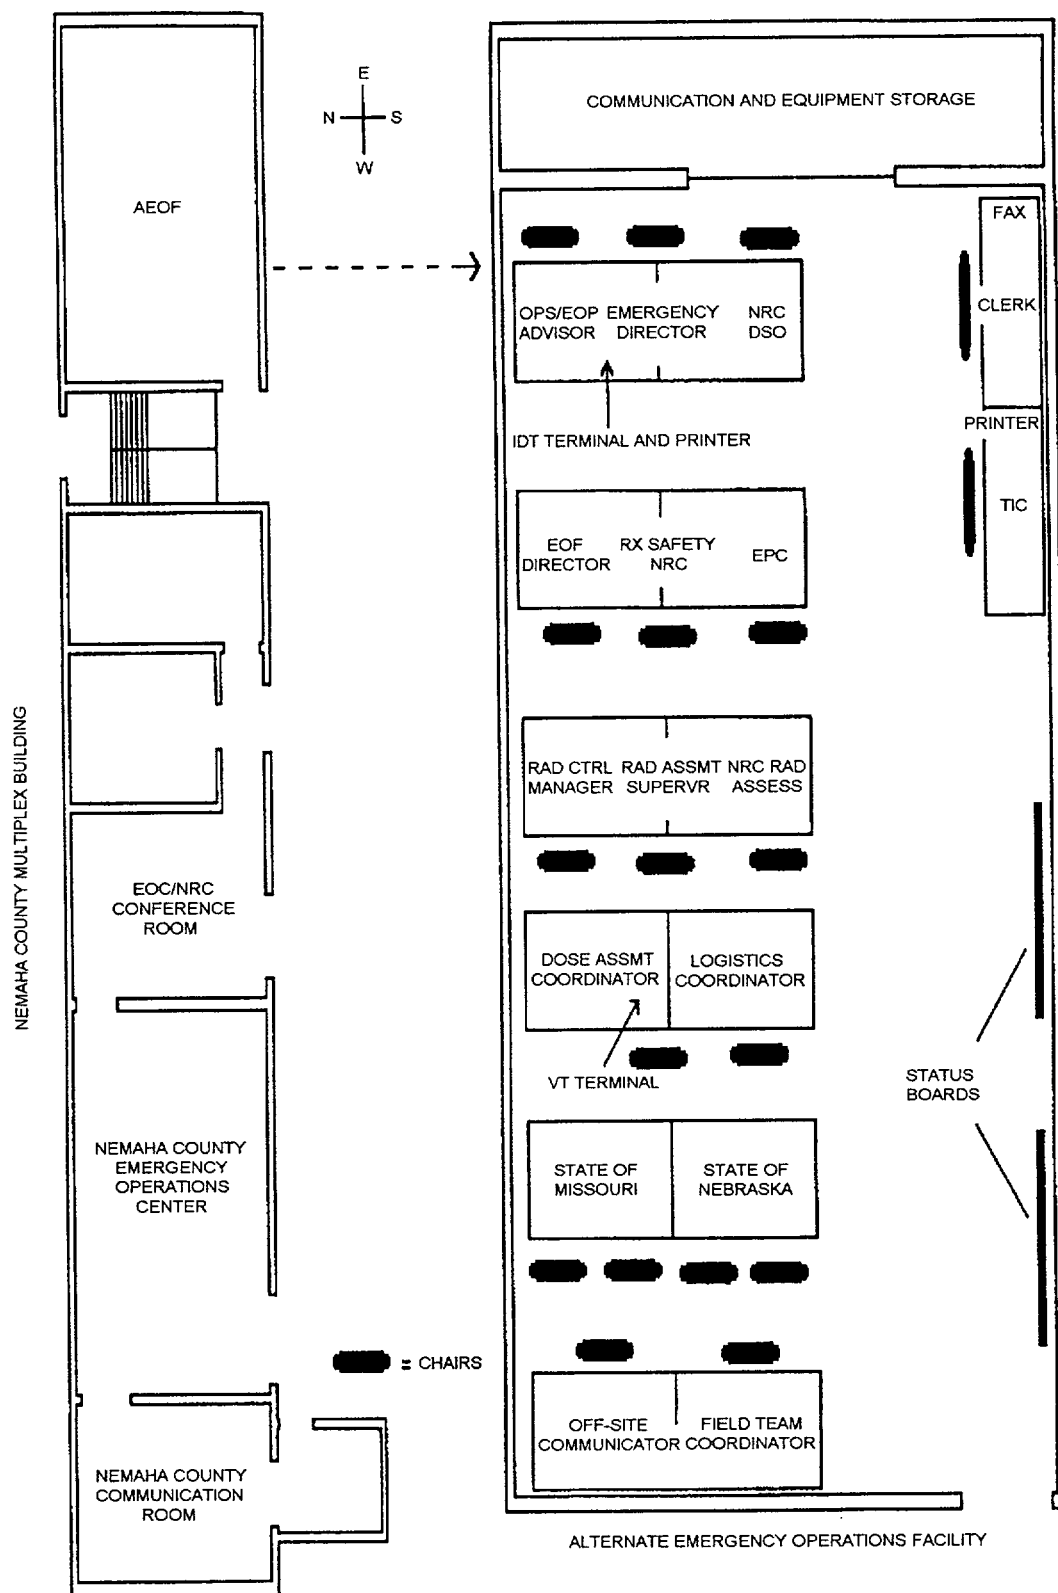 E
N S
W
AEOF
NEMAHA COUNTY MULTIPLEX BUILDING
EOC/NRC
CONFERENCE
ROOM
NEMAHA COUNTY
EMERGENCY
OPERATIONS
CENTER
= CHAIRS
NEMAHA COUNTY
COMMUNICATION
ROOM
COMMUNICATION AND EQUIPMENT STORAGE
FAX
CLERK
OPS/EOP
ADVISOR
EMERGENCY
DIRECTOR
NRC
DSO
IDT TERMINAL AND PRINTER
PRINTER
TIC
EOF
DIRECTOR
RX SAFETY
NRC
EPC
RAD CTRL
MANAGER
RAD ASSMT
SUPERVR
NRC RAD
ASSESS
DOSE ASSMT
COORDINATOR
LOGISTICS
COORDINATOR
VT TERMINAL
STATUS
BOARDS
STATE OF
MISSOURI
STATE OF
NEBRASKA
OFF-SITE
COMMUNICATOR
FIELD TEAM
COORDINATOR
ALTERNATE EMERGENCY OPERATIONS FACILITY